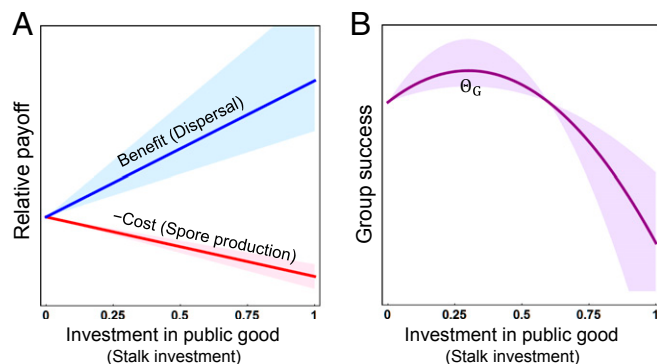 A
Relative payoff
Benefit (Dispersal)
−Cost (Spore production)
0 0.25 0.5 0.75 1
Investment in public good
(Stalk investment)
B
Group success
ΘG
0 0.25 0.5 0.75 1
Investment in public good
(Stalk investment)